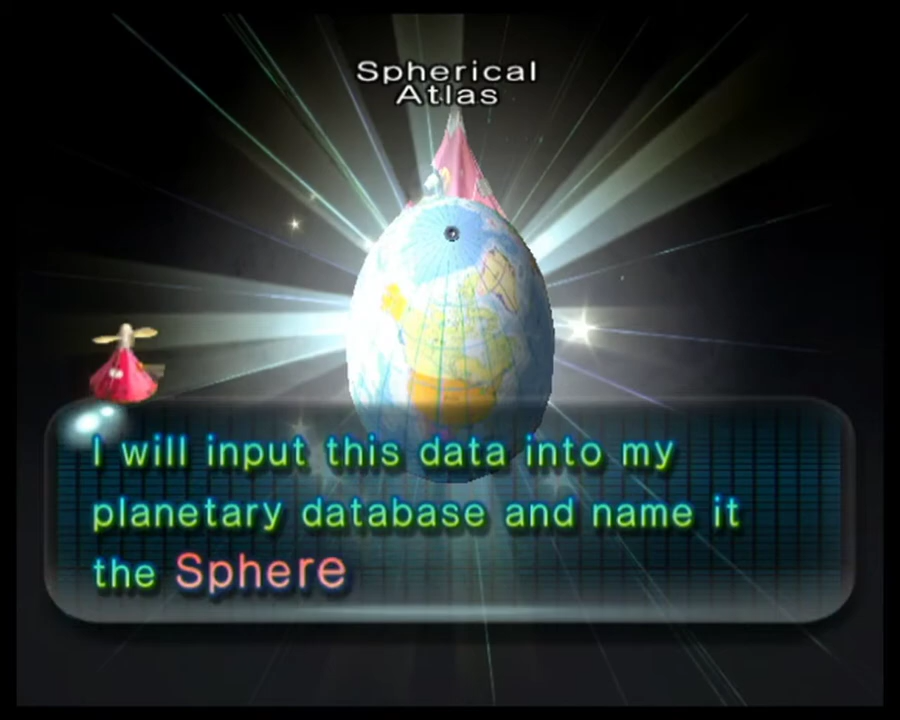 Spherical
Atlas
I will input this data into my
planetary database and name it
the Sphere